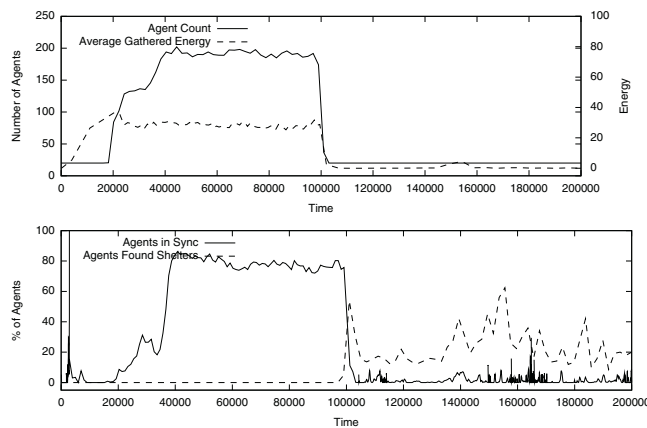 250
200
150
100
50
0
Number of Agents
Agent Count
Average Gathered Energy
100
80
60
40
20
0
Energy
0 20000 40000 60000 80000 100000 120000 140000 160000 180000 200000
Time
100
80
60
40
20
0
% of Agents
Agents in Sync
Agents Found Shelters
0 20000 40000 60000 80000 100000 120000 140000 160000 180000 200000
Time